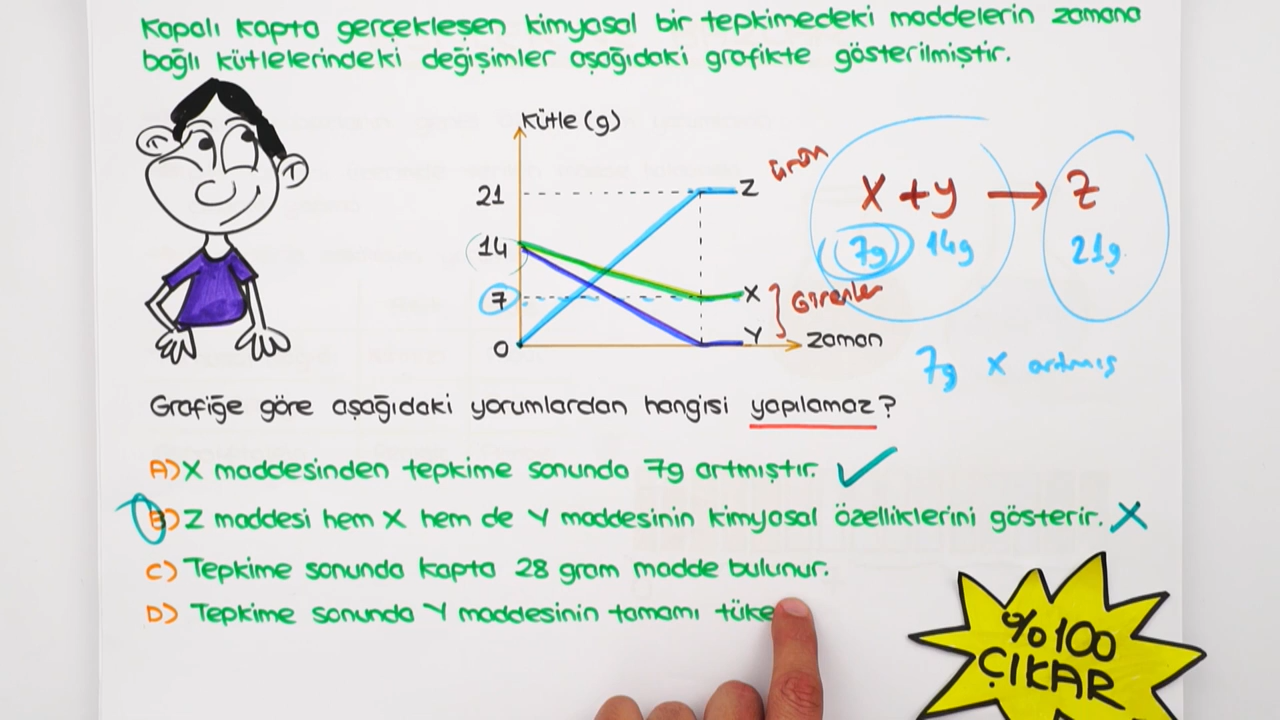 Kapalı kapta gerçekleşen kimyasal bir tepkimedeki maddelerin zamana
bağlı kütlelerindeki değişimler aşağıdaki grafikte gösterilmiştir.
Kütle (g)
21
14
7
0
Z
X
Y
Zaman
ürün
Girenler
X + y → Z
7g 14g 21g
7g X artmış
Grafiğe göre aşağıdaki yorumlardan hangisi yapılamaz?
A) X maddesinden tepkime sonunda 7g artmıştır.
B) Z maddesi hem X hem de Y maddesinin kimyasal özelliklerini gösterir.
C) Tepkime sonunda kapta 28 gram madde bulunur.
D) Tepkime sonunda Y maddesinin tamamı tüke
%100
ÇIKAR